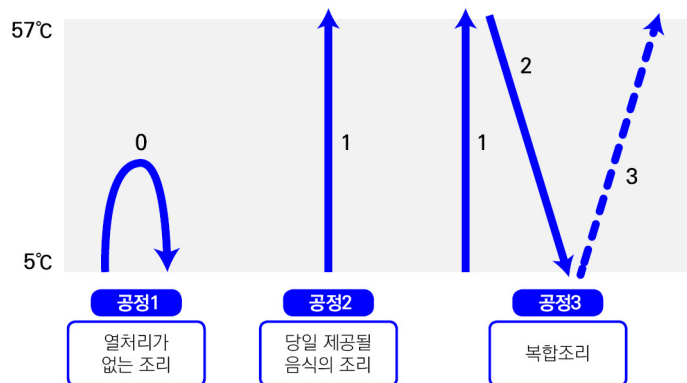 57℃
0
1
1
2
3
5℃
공정1
공정2
공정3
열처리가
없는 조리
당일 제공될
음식의 조리
복합조리